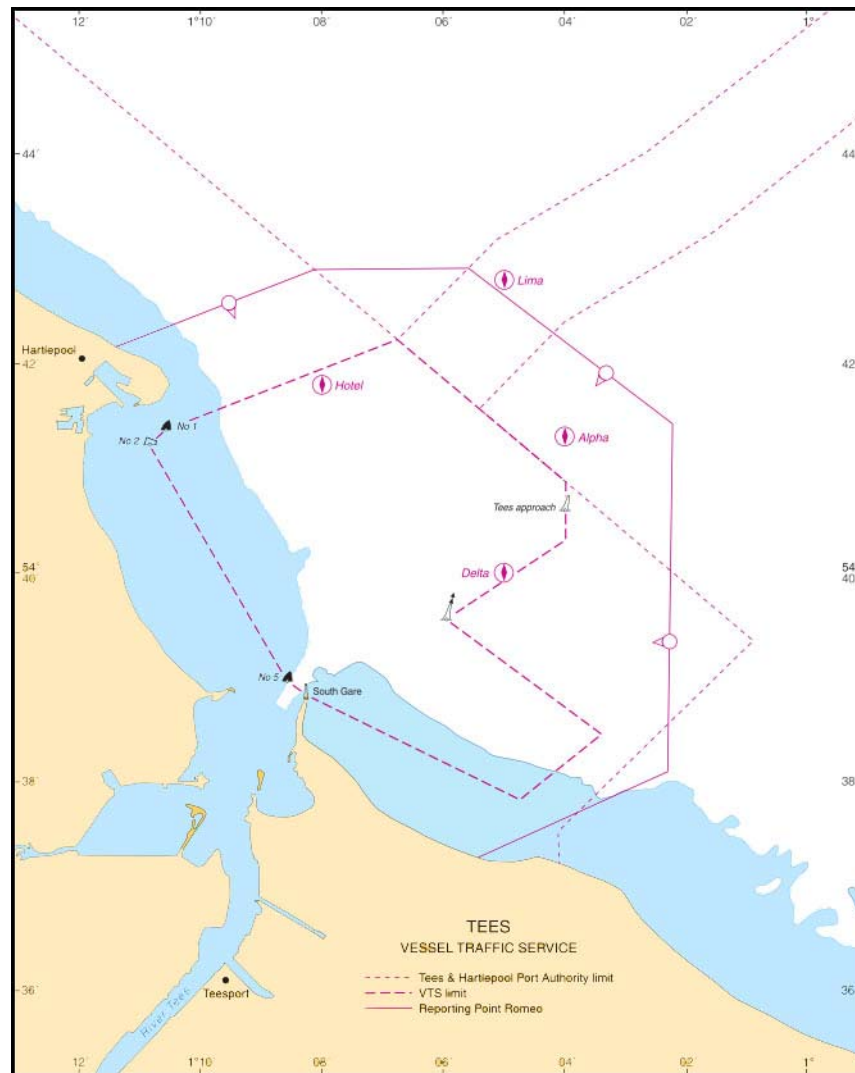 12´ 1°10´ 08´ 06´ 04´ 02´ 1°
44´ 44´
Lima
Hartlepool
42´ 42´
Hotel
No 1
No 2
Alpha
Tees approach
54° 54°
40´ 40´
Delta
No 5
South Gare
38´ 38´
TEES
VESSEL TRAFFIC SERVICE
Tees & Hartlepool Port Authority limit
VTS limit
Reporting Point Romeo
36´ 36´
Teesport
River Tees
12´ 1°10´ 08´ 06´ 04´ 02´ 1°